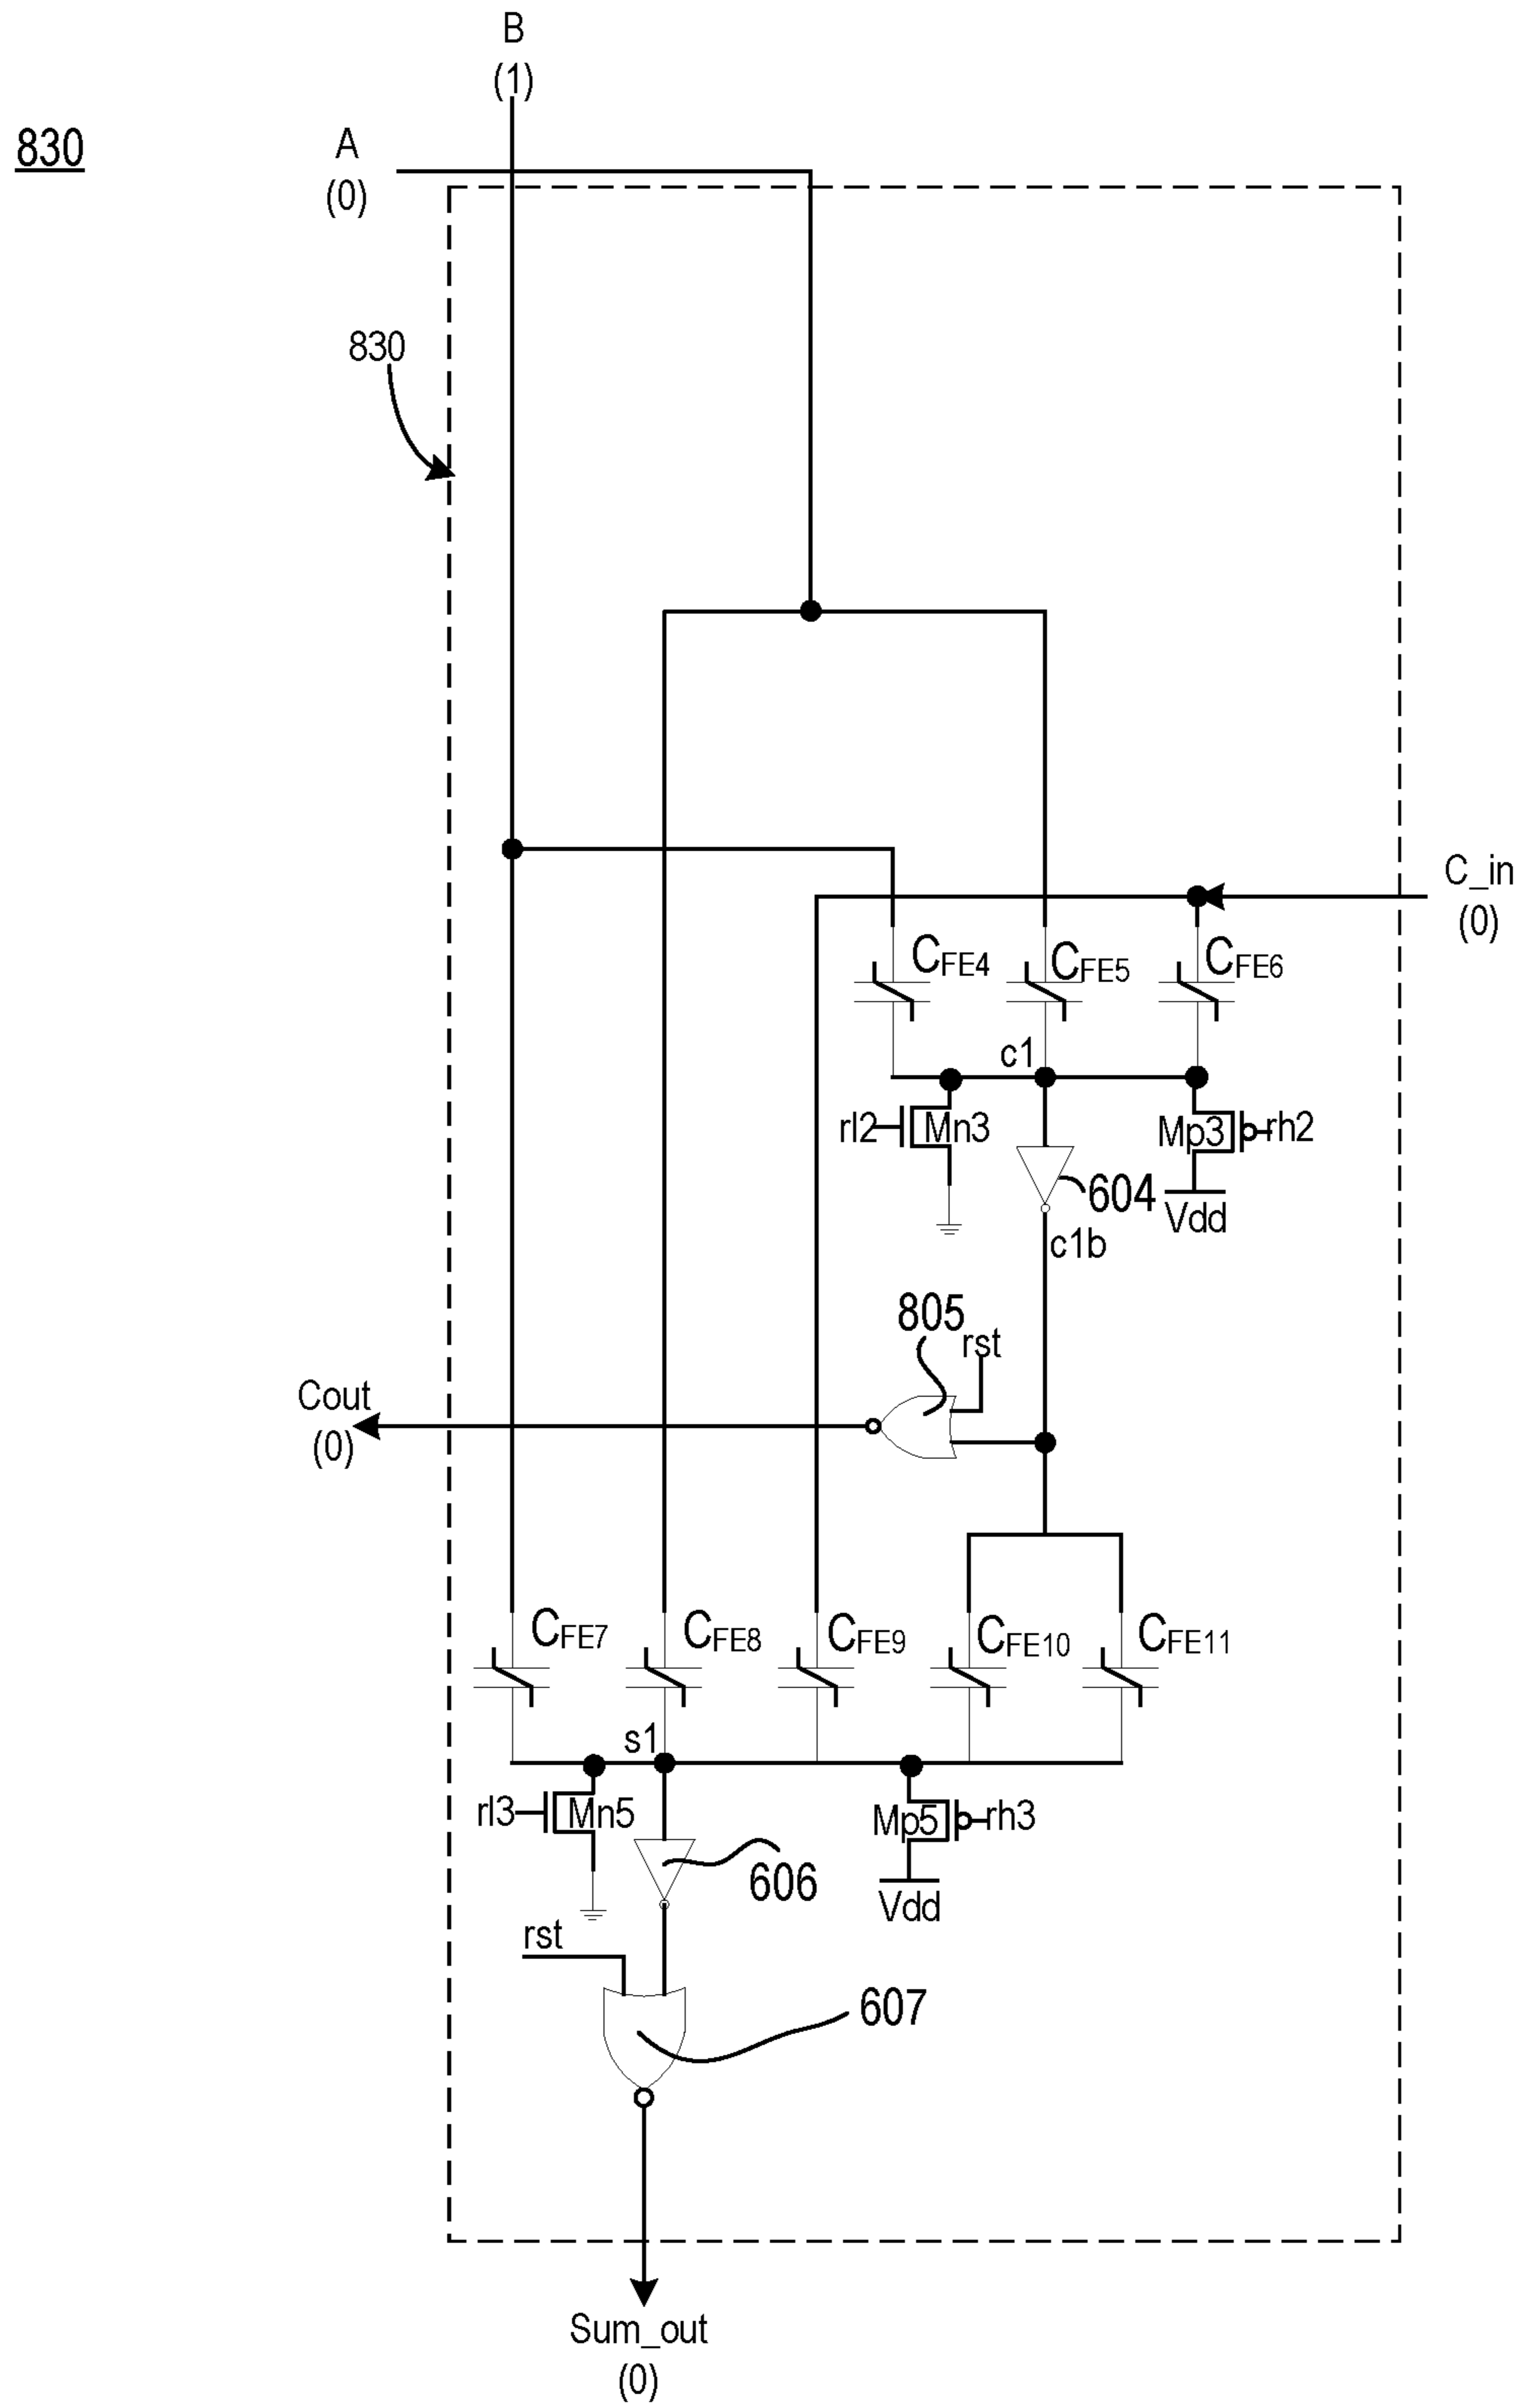 B
(1)
830
A
(0)
830
C_in
(0)
CFE4
CFE5
CFE6
c1
rl2
Mn3
Mp3
rh2
604
Vdd
c1b
805
rst
Cout
(0)
CFE7
CFE8
CFE9
CFE10
CFE11
s1
rl3
Mn5
Mp5
rh3
606
Vdd
rst
607
Sum_out
(0)